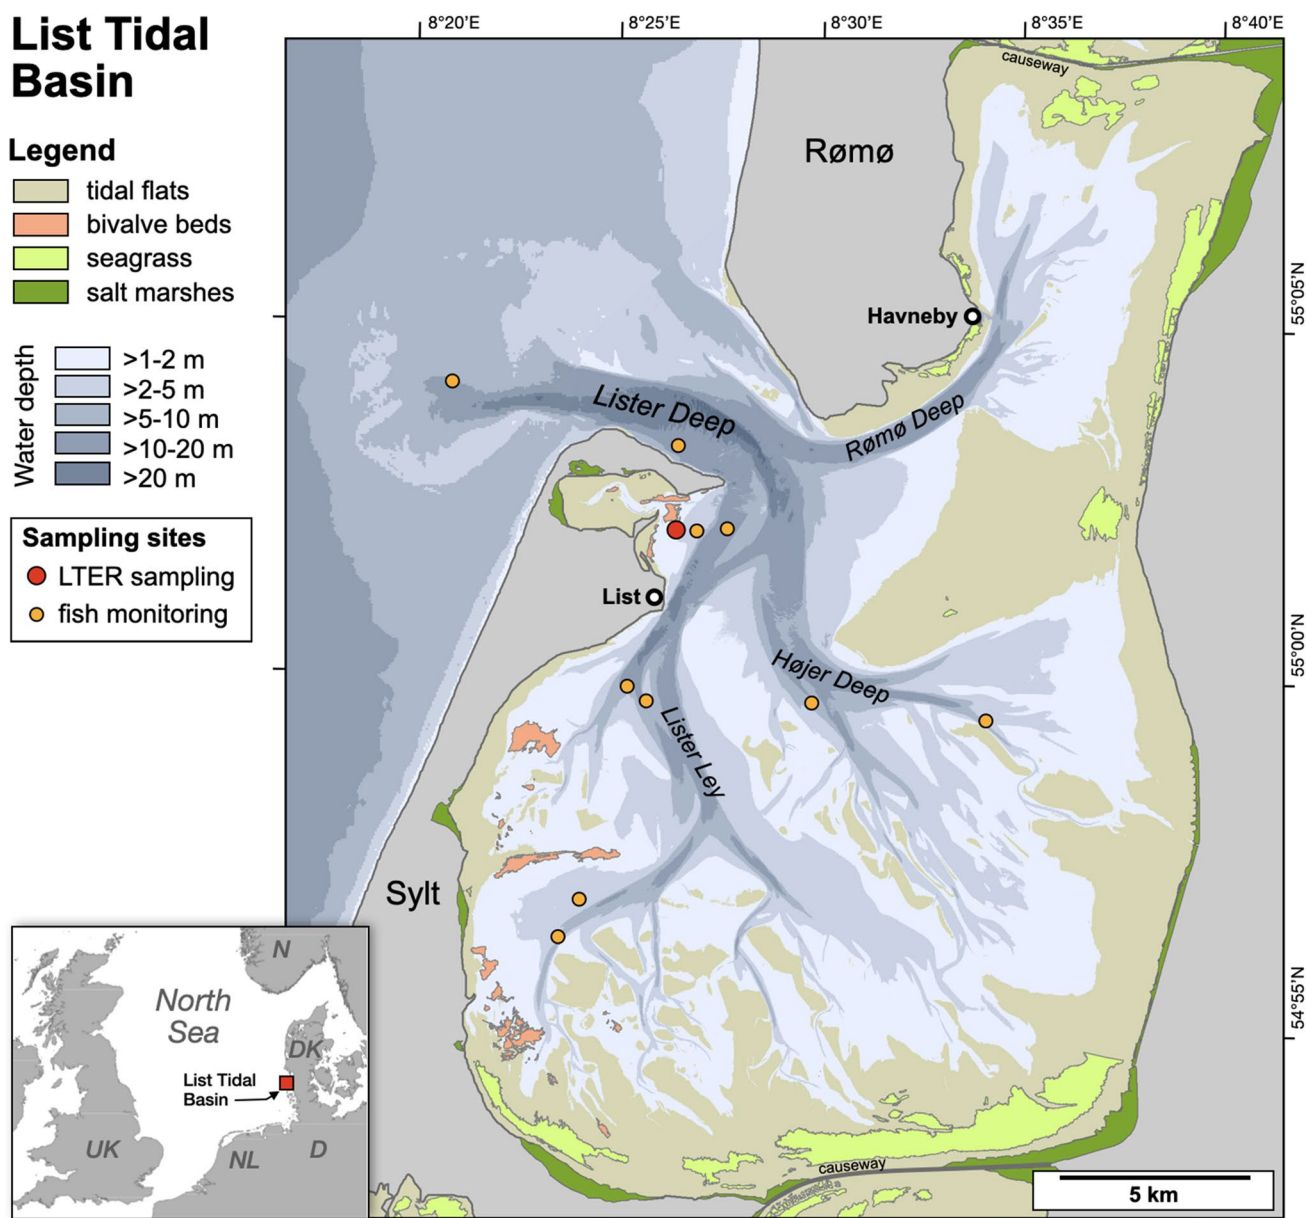 List Tidal
Basin
Legend
tidal flats
bivalve beds
seagrass
salt marshes
Water depth
>1-2 m
>2-5 m
>5-10 m
>10-20 m
>20 m
Sampling sites
LTER sampling
fish monitoring
8°20'E
8°25'E
8°30'E
8°35'E
8°40'E
causeway
Rømø
55°05'N
Havneby
Lister Deep
Rømø Deep
List
55°00'N
Højer Deep
Lister Ley
Sylt
54°55'N
causeway
5 km
N
North
Sea
DK
List Tidal
Basin
UK
NL
D